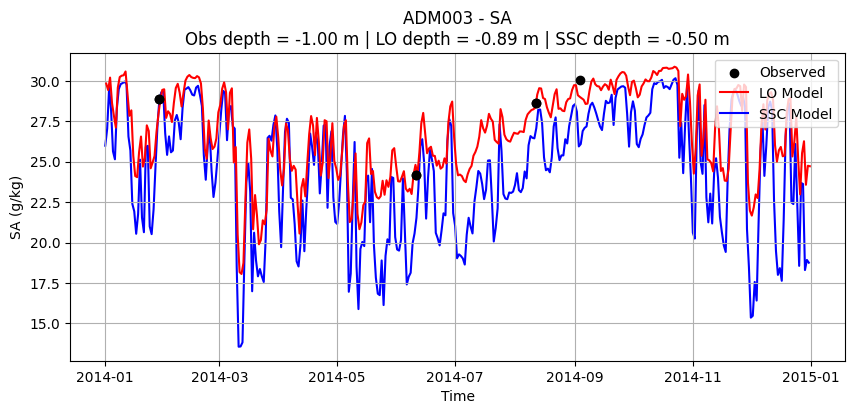 ADM003 - SA
Obs depth = -1.00 m | LO depth = -0.89 m | SSC depth = -0.50 m
Observed
LO Model
SSC Model
SA (g/kg)
30.0
27.5
25.0
22.5
20.0
17.5
15.0
2014-01
2014-03
2014-05
2014-07
2014-09
2014-11
2015-01
Time